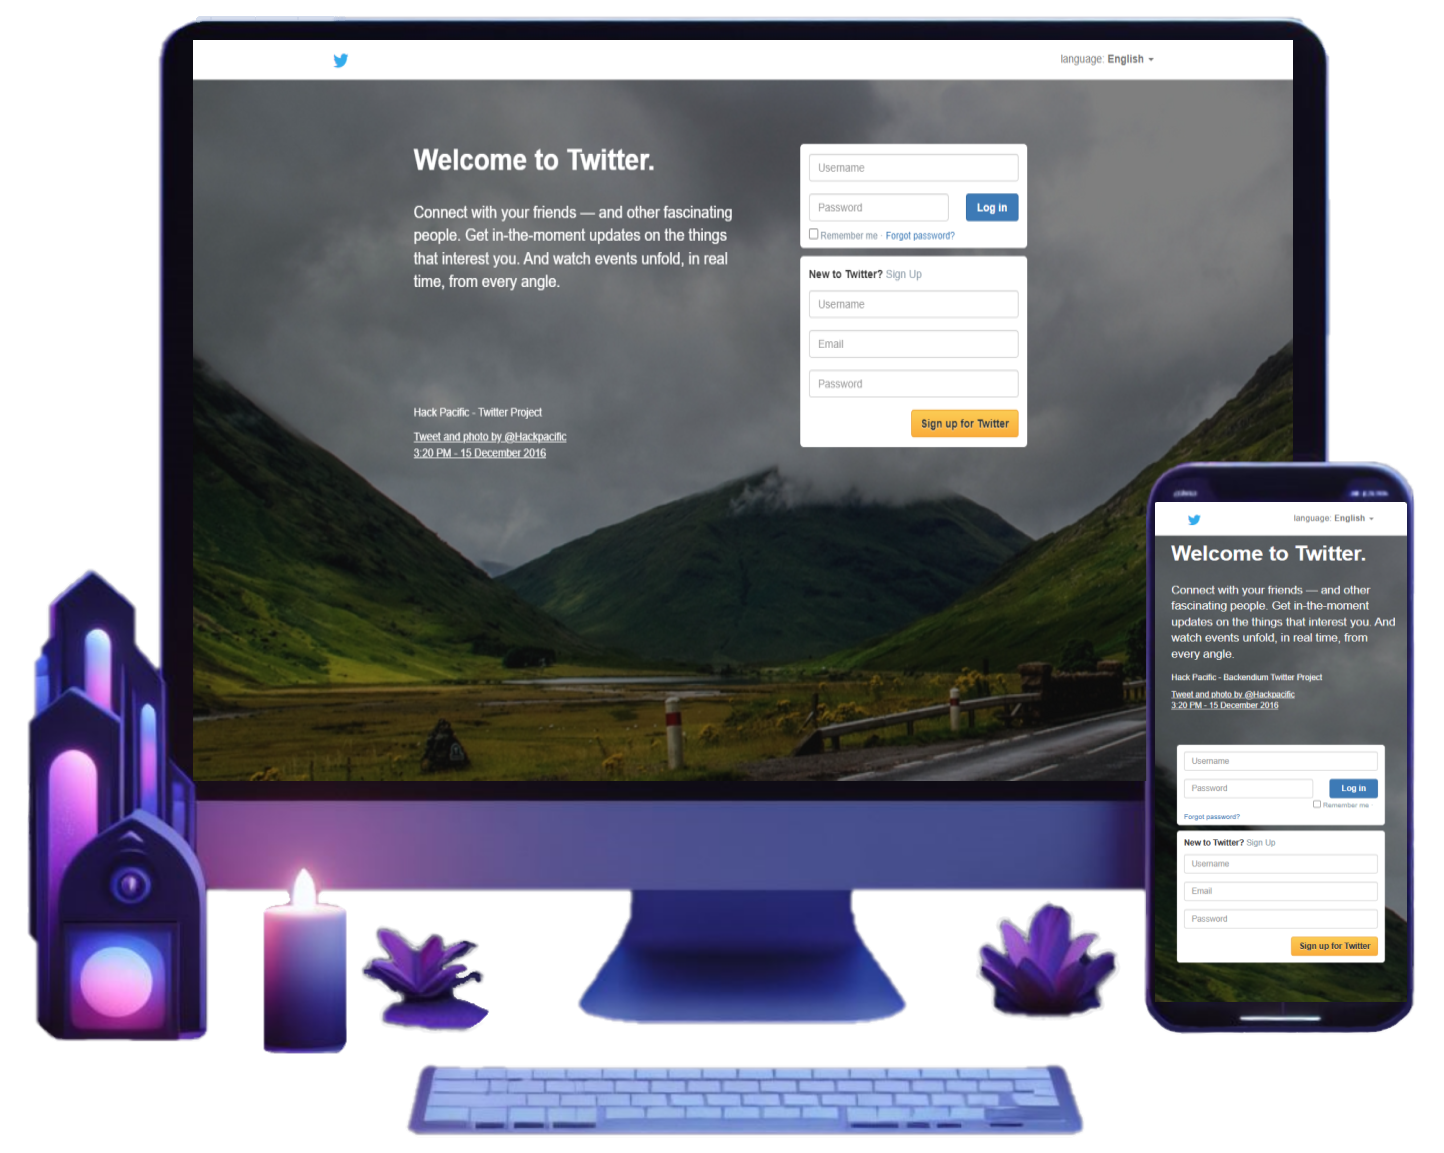 language: English
Welcome to Twitter.
Connect with your friends — and other fascinating
people. Get in-the-moment updates on the things
that interest you. And watch events unfold, in real
time, from every angle.
Hack Pacific - Twitter Project
Tweet and photo by @Hackpacific
3:20 PM - 15 December 2016
Username
Password
Log in
Remember me · Forgot password?
New to Twitter? Sign Up
Username
Email
Password
Sign up for Twitter
language: English
Welcome to Twitter.
Connect with your friends — and other
fascinating people. Get in-the-moment
updates on the things that interest you. And
watch events unfold, in real time, from
every angle.
Hack Pacific - Backendium Twitter Project
Tweet and photo by @Hackpacific
3:20 PM - 15 December 2016
Username
Password
Log in
Remember me ·
Forgot password?
New to Twitter? Sign Up
Username
Email
Password
Sign up for Twitter